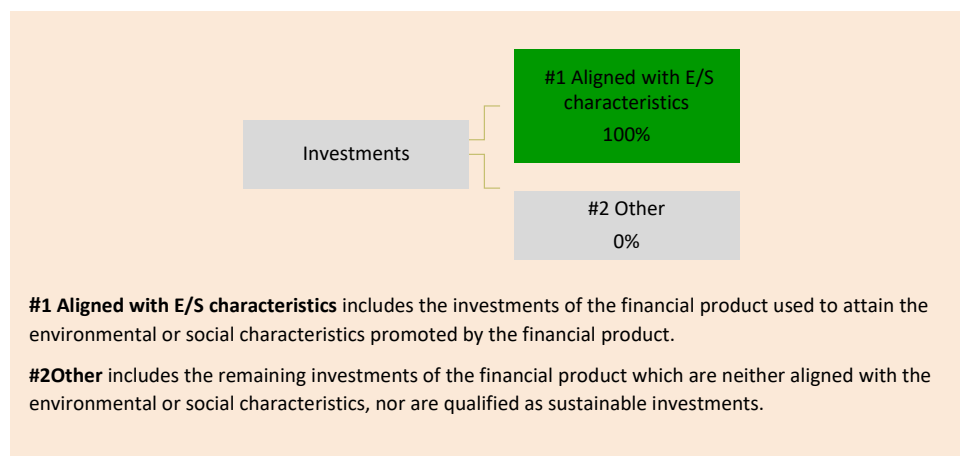 #1 Aligned with E/S
characteristics
100%
Investments
#2 Other
0%
#1 Aligned with E/S characteristics includes the investments of the financial product used to attain the
environmental or social characteristics promoted by the financial product.
#2Other includes the remaining investments of the financial product which are neither aligned with the
environmental or social characteristics, nor are qualified as sustainable investments.